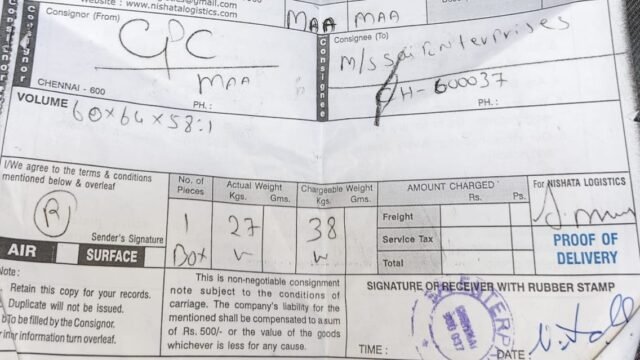 @gmail.com
Website : www.nishatalogistics.com
MAA MAA
Consignor (From)
Consignor
CPC
MAA
CHENNAI - 600
PH.:
Consignee
Consignee (To)
M/s Sai Enterprises
CH-600037
PH.:
VOLUME
60x64x58:1
I/We agree to the terms & conditions
mentioned below & overleaf
Sender's Signature
AIR SURFACE
No. of
Pieces
1
Box
Actual Weight
Kgs. Gms.
27
Chargeable Weight
Kgs. Gms.
38
AMOUNT CHARGED
Rs. Ps.
Freight
Service Tax
Total
For NISHATA LOGISTICS
PROOF OF
DELIVERY
Note:
Retain this copy for your records.
Duplicate will not be issued.
To be filled by the Consignor.
information turn overleaf.
This is non-negotiable consignment
note subject to the conditions of
carriage. The company's liability for the
mentioned shall be compensated to a sum
of Rs. 500/- or the value of the goods
whichever is less for any cause.
SIGNATURE OF RECEIVER WITH RUBBER STAMP
TIME :
DATE :